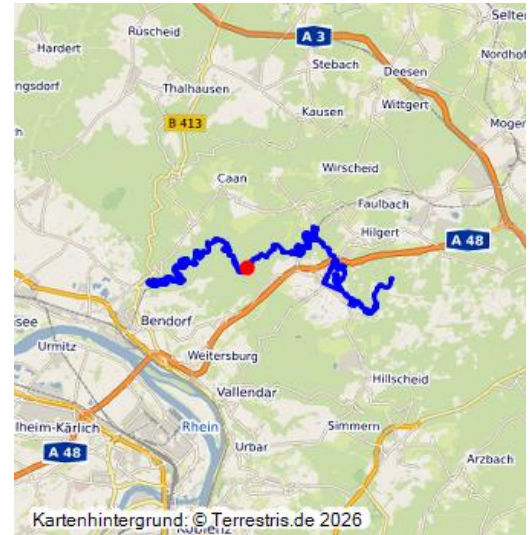 Rüscheid
Selter
Hardert
A 3
Stebach
Nordhof
Deesen
ngsdorf
Thalhausen
Wittgert
Kausen
Moger
B 413
Caan
Wirscheid
Faulbach
Hilgert
A 48
Bendorf
see
Urmitz
Weitersburg
Hillscheid
Vallendar
Rhein
Simmern
lheim-Kärlich
Urbar
A 48
Arzbach
Koblenz
Kartenhintergrund: © Terrestris.de 2026